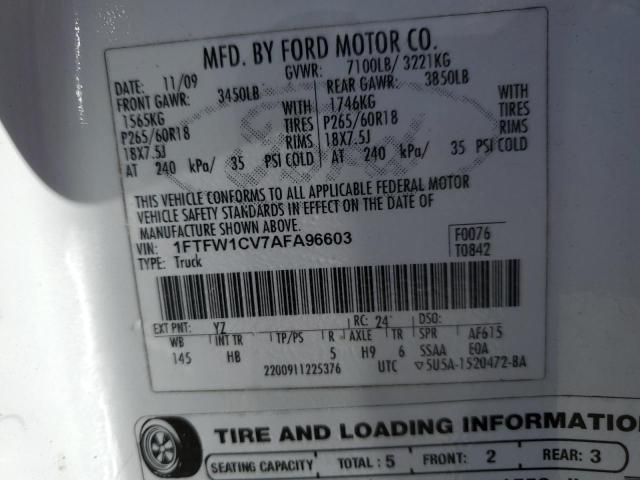 MFD. BY FORD MOTOR CO.
DATE: 11/09 GVWR: 7100LB/ 3221KG
FRONT GAWR: 3450LB REAR GAWR: 3850LB
1565KG 1746KG
P265/60R18 TIRES P265/60R18 TIRES
18X7.5J RIMS 18X7.5J RIMS
AT 240 kPa/ 35 PSI COLD AT 240 kPa/ 35 PSI COLD
Ford
THIS VEHICLE CONFORMS TO ALL APPLICABLE FEDERAL MOTOR
VEHICLE SAFETY STANDARDS IN EFFECT ON THE DATE OF
MANUFACTURE SHOWN ABOVE.
VIN: 1FTFW1CV7AFA96603 F0076
TYPE: Truck T0842
EXT PNT: YZ RC: 24 DSO:
WB INT TR TP/PS R AXLE TR SPR AF615
145 HB 5 H9 6 SSAA EOA
2200911225376 UTC ▽5U5A-1520472-8A
TIRE AND LOADING INFORMATION
SEATING CAPACITY TOTAL: 5 FRONT: 2 REAR: 3